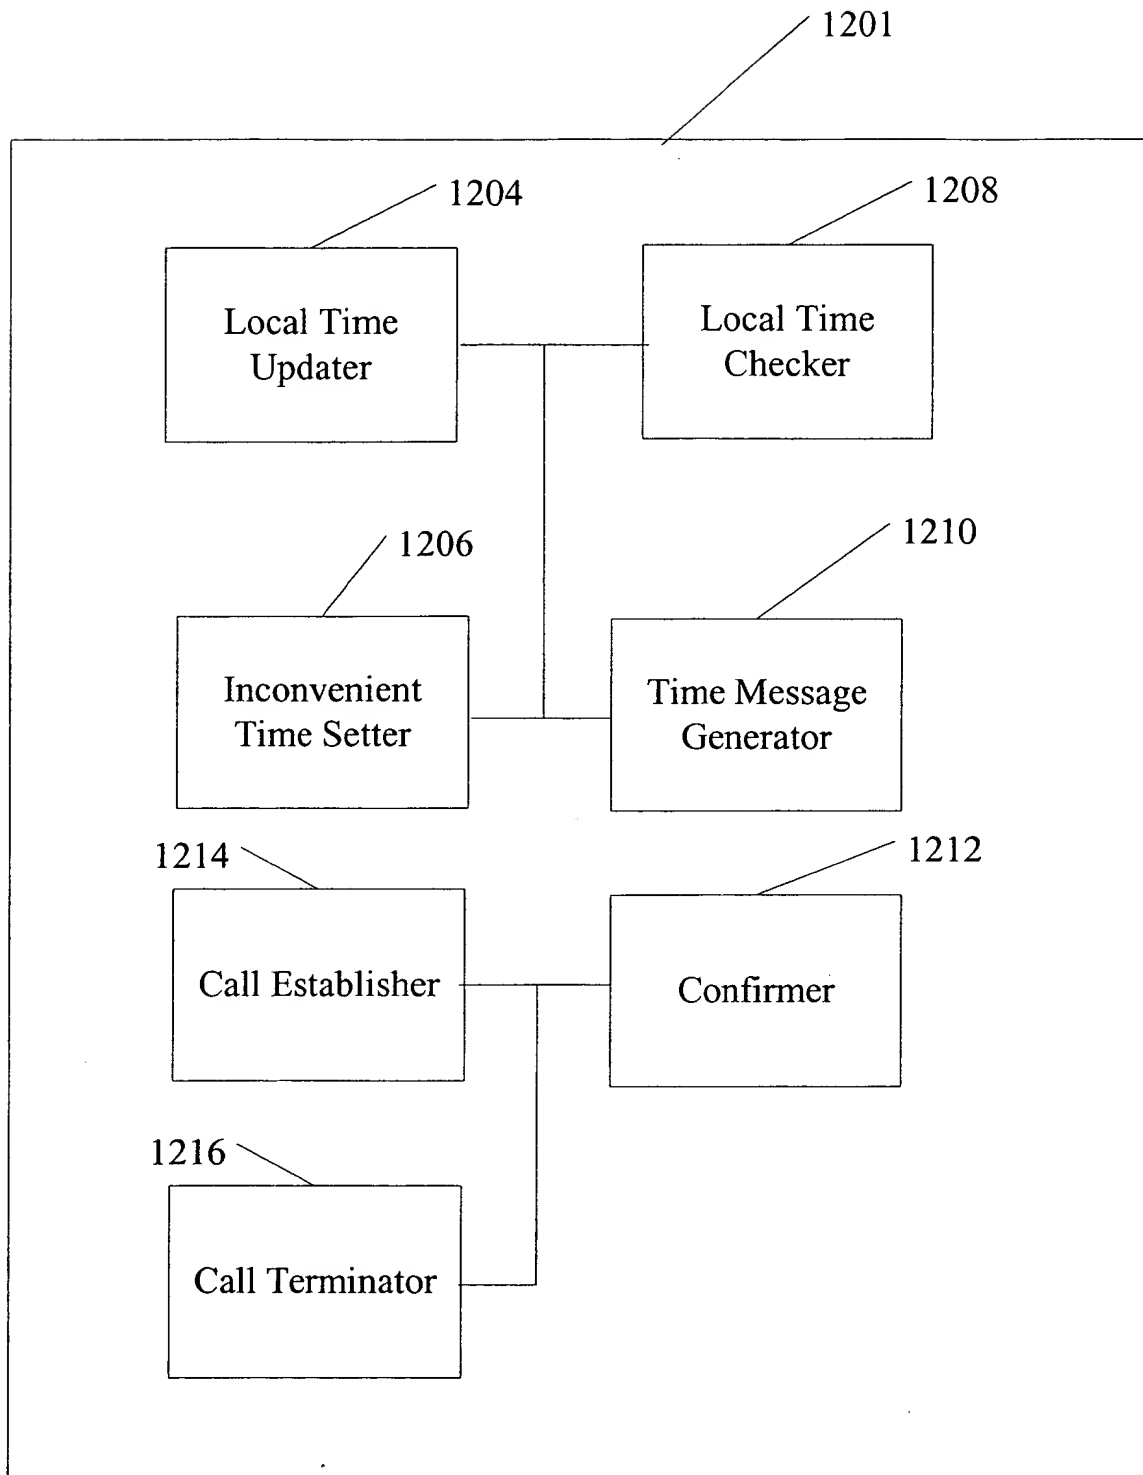 1201
1204
1208
Local Time
Updater
Local Time
Checker
1206
1210
Inconvenient
Time Setter
Time Message
Generator
1214
1212
Call Establisher
Confirmer
1216
Call Terminator